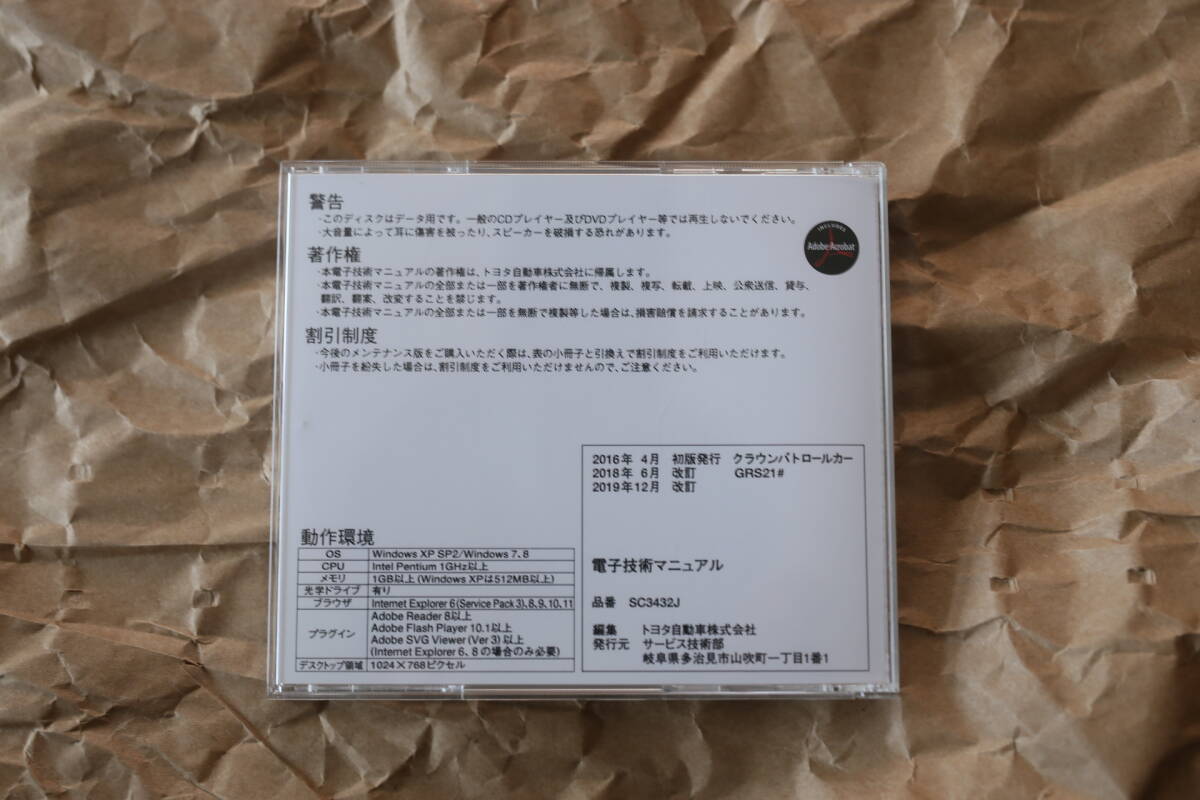 警告
・このディスクはデータ用です。一般のCDプレイヤー及びDVDプレイヤー等では再生しないでください。
・大音量によって耳に傷害を被ったり、スピーカーを破損する恐れがあります。
INCLUDES
Adobe Acrobat
著作権
・本電子技術マニュアルの著作権は、トヨタ自動車株式会社に帰属します。
・本電子技術マニュアルの全部または一部を著作権者に無断で、複製、複写、転載、上映、公衆送信、貸与、
翻訳、翻案、改変することを禁じます。
・本電子技術マニュアルの全部または一部を無断で複製等した場合は、損害賠償を請求することがあります。
割引制度
・今後のメンテナンス版をご購入いただく際は、表の小冊子と引換えで割引制度をご利用いただけます。
・小冊子を紛失した場合は、割引制度をご利用いただけませんので、ご注意ください。
動作環境
OS Windows XP SP2/Windows 7、8
CPU Intel Pentium 1GHz以上
メモリ 1GB以上(Windows XPは512MB以上)
光学ドライブ 有り
ブラウザ Internet Explorer 6(Service Pack 3)、8、9、10、11
プラグイン Adobe Reader 8以上
Adobe Flash Player 10.1以上
Adobe SVG Viewer (Ver 3) 以上
(Internet Explorer 6、8 の場合のみ必要)
デスクトップ領域 1024×768ピクセル
2016年 4月 初版発行 クラウンパトロールカー
2018年 6月 改訂 GRS21#
2019年12月 改訂
電子技術マニュアル
品番 SC3432J
編集 トヨタ自動車株式会社
発行元 サービス技術部
岐阜県多治見市山吹町一丁目1番1